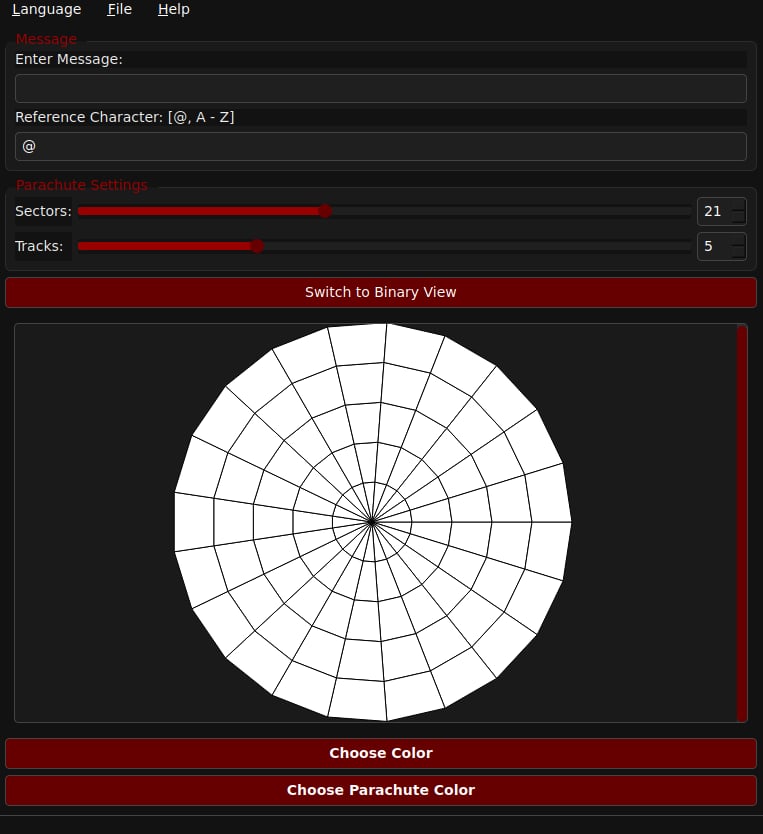 Language File Help
Message
Enter Message:
Reference Character: [@, A - Z]
@
Parachute Settings
Sectors: 21
Tracks: 5
Switch to Binary View
Choose Color
Choose Parachute Color